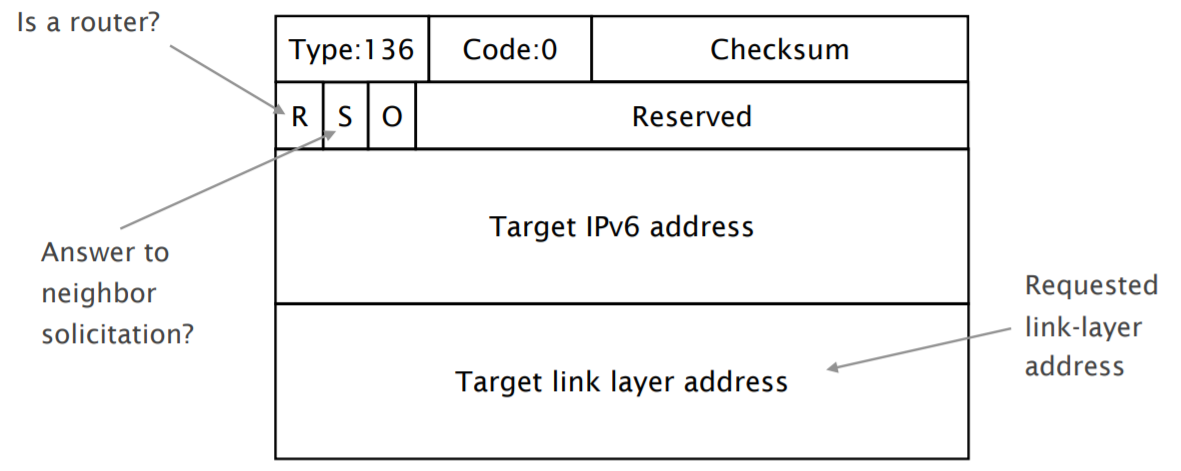 Is a router?
Type:136 Code:0 Checksum
R S O Reserved
Target IPv6 address
Answer to
neighbor
solicitation?
Requested
link-layer
address
Target link layer address